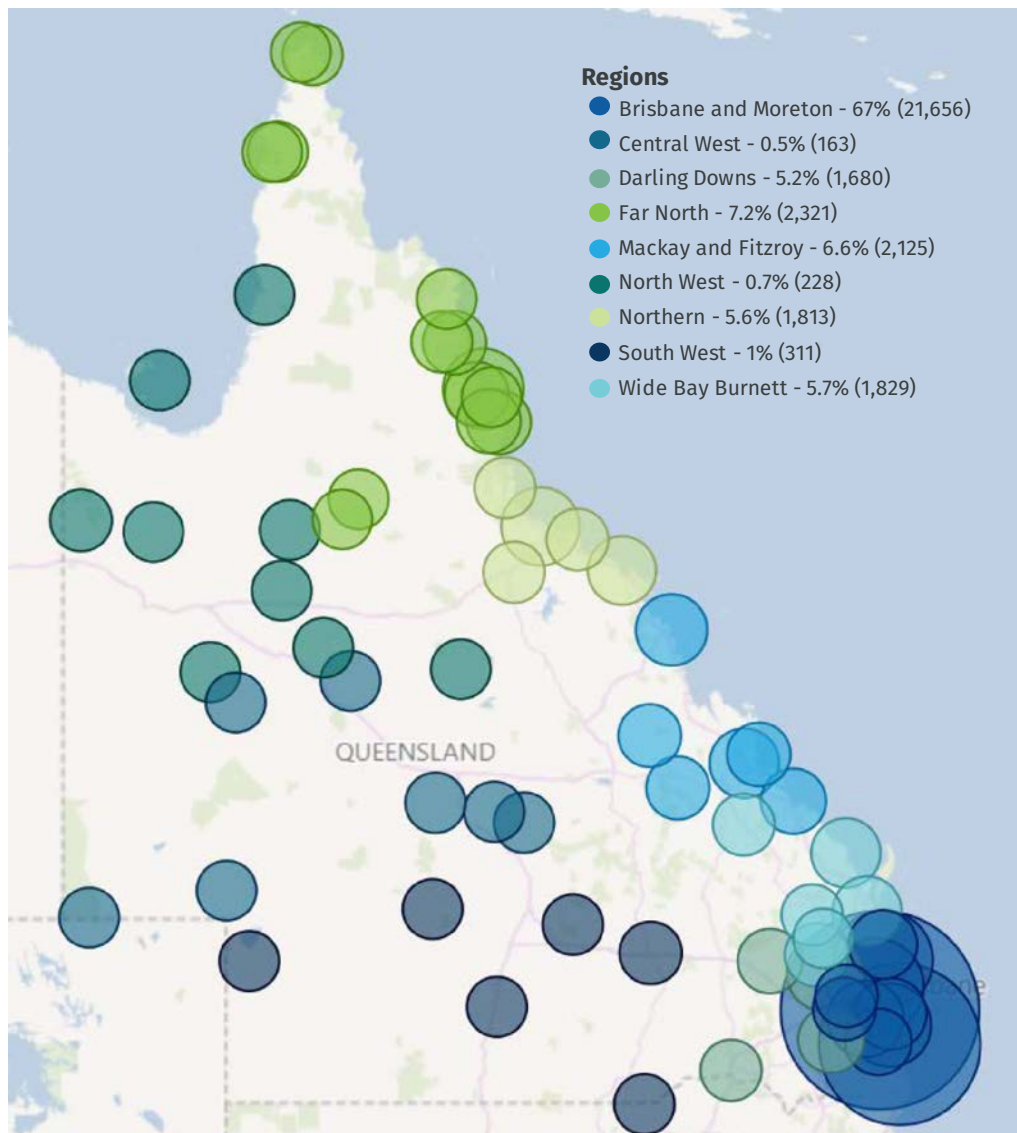 Regions
Brisbane and Moreton - 67% (21,656)
Central West - 0.5% (163)
Darling Downs - 5.2% (1,680)
Far North - 7.2% (2,321)
Mackay and Fitzroy - 6.6% (2,125)
North West - 0.7% (228)
Northern - 5.6% (1,813)
South West - 1% (311)
Wide Bay Burnett - 5.7% (1,829)
QUEENSLAND